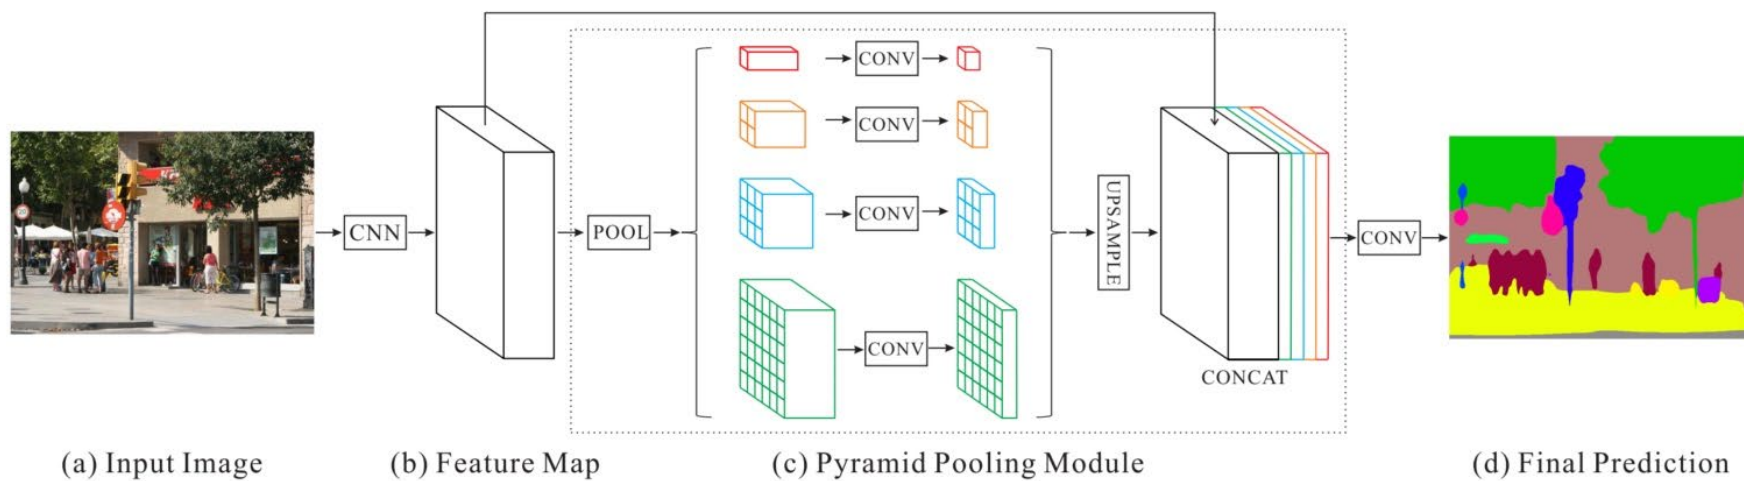 CONV
CONV
CONV
CONV
CNN
POOL
UPSAMPLE
CONV
CONCAT
(a) Input Image
(b) Feature Map
(c) Pyramid Pooling Module
(d) Final Prediction